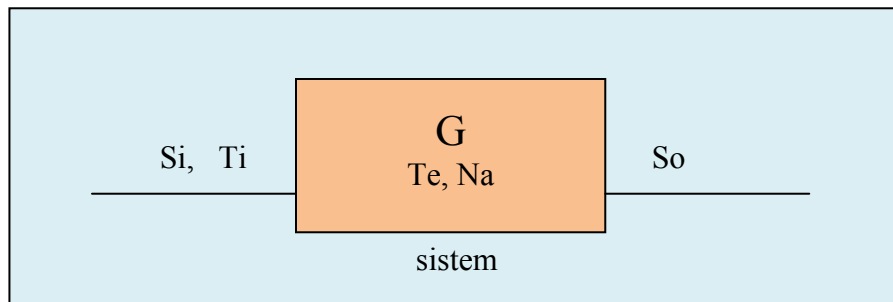 G
Si, Ti
Te, Na
So
sistem